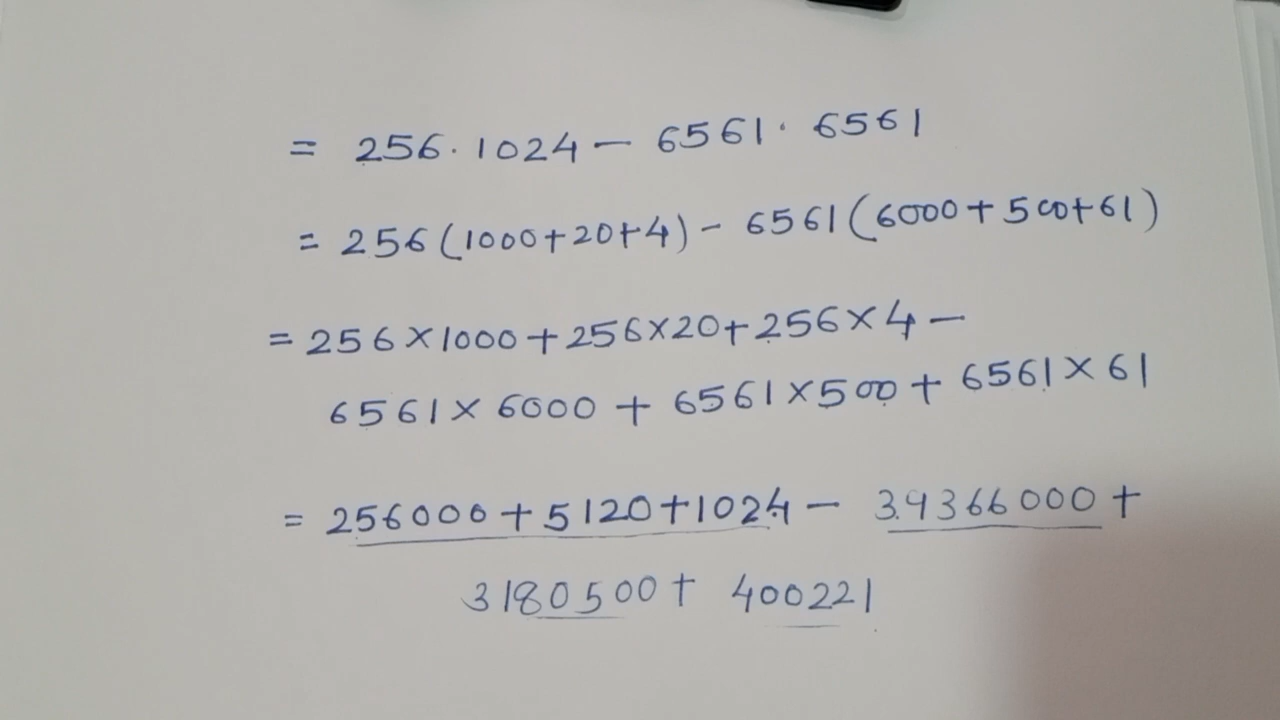 = 256·1024 - 6561·6561
= 256(1000+20+4) - 6561(6000+500+61)
= 256×1000+256×20+256×4 -
6561×6000 + 6561×500 + 6561×61
= 256000+5120+1024 - 39366000+
3180500+ 400221